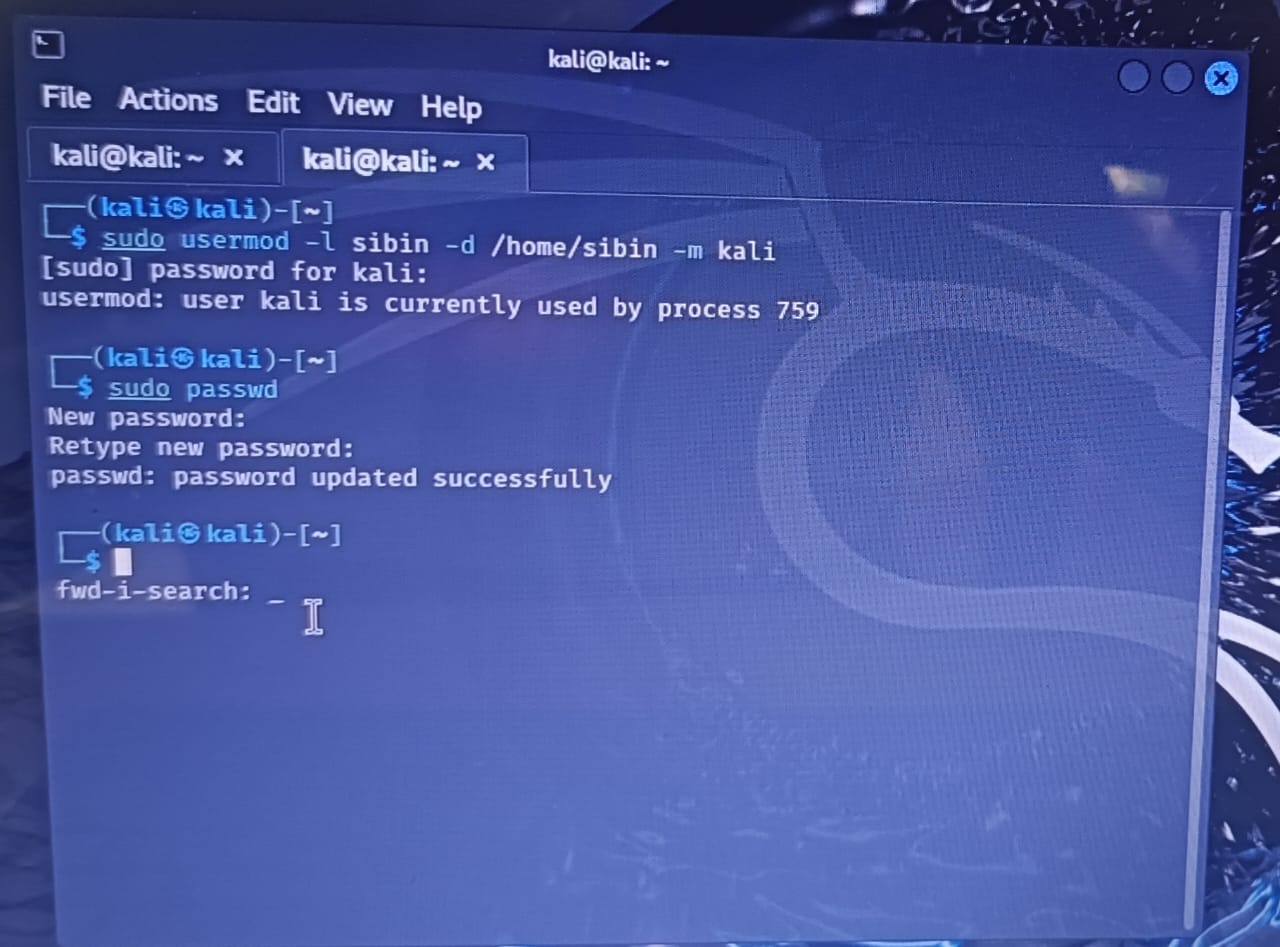 kali@kali: ~
File Actions Edit View Help
kali@kali: ~ × kali@kali: ~ ×
┌──(kali㉿kali)-[~]
└─$ sudo usermod -l sibin -d /home/sibin -m kali
[sudo] password for kali:
usermod: user kali is currently used by process 759
┌──(kali㉿kali)-[~]
└─$ sudo passwd
New password:
Retype new password:
passwd: password updated successfully
┌──(kali㉿kali)-[~]
└─$
fwd-i-search: _